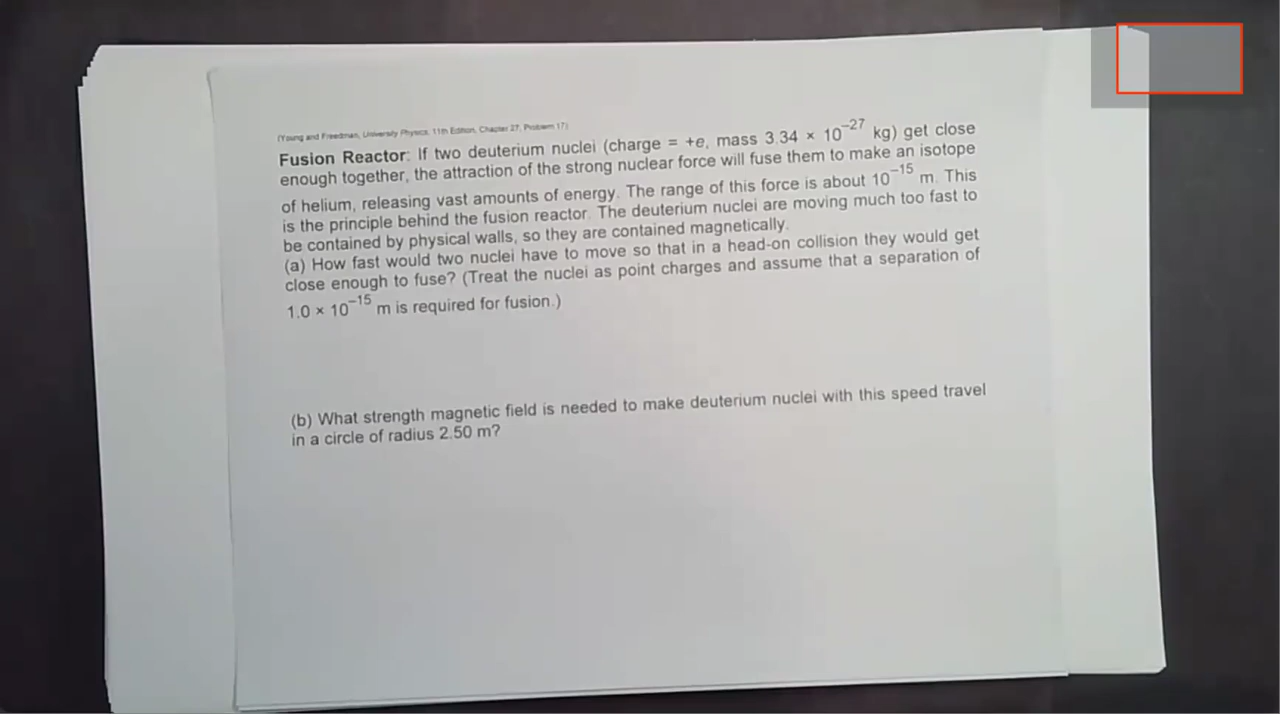 (Young and Freedman, University Physics, 11th Edition, Chapter 27, Problem 17)
Fusion Reactor: If two deuterium nuclei (charge = +e, mass 3.34 × 10⁻²⁷ kg) get close
enough together, the attraction of the strong nuclear force will fuse them to make an isotope
of helium, releasing vast amounts of energy. The range of this force is about 10⁻¹⁵ m. This
is the principle behind the fusion reactor. The deuterium nuclei are moving much too fast to
be contained by physical walls, so they are contained magnetically.
(a) How fast would two nuclei have to move so that in a head-on collision they would get
close enough to fuse? (Treat the nuclei as point charges and assume that a separation of
1.0 × 10⁻¹⁵ m is required for fusion.)
(b) What strength magnetic field is needed to make deuterium nuclei with this speed travel
in a circle of radius 2.50 m?